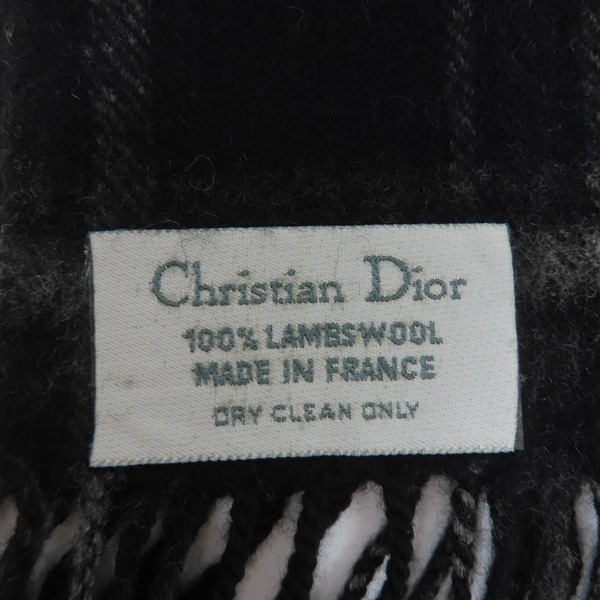 Christian Dior
100% LAMBSWOOL
MADE IN FRANCE
DRY CLEAN ONLY